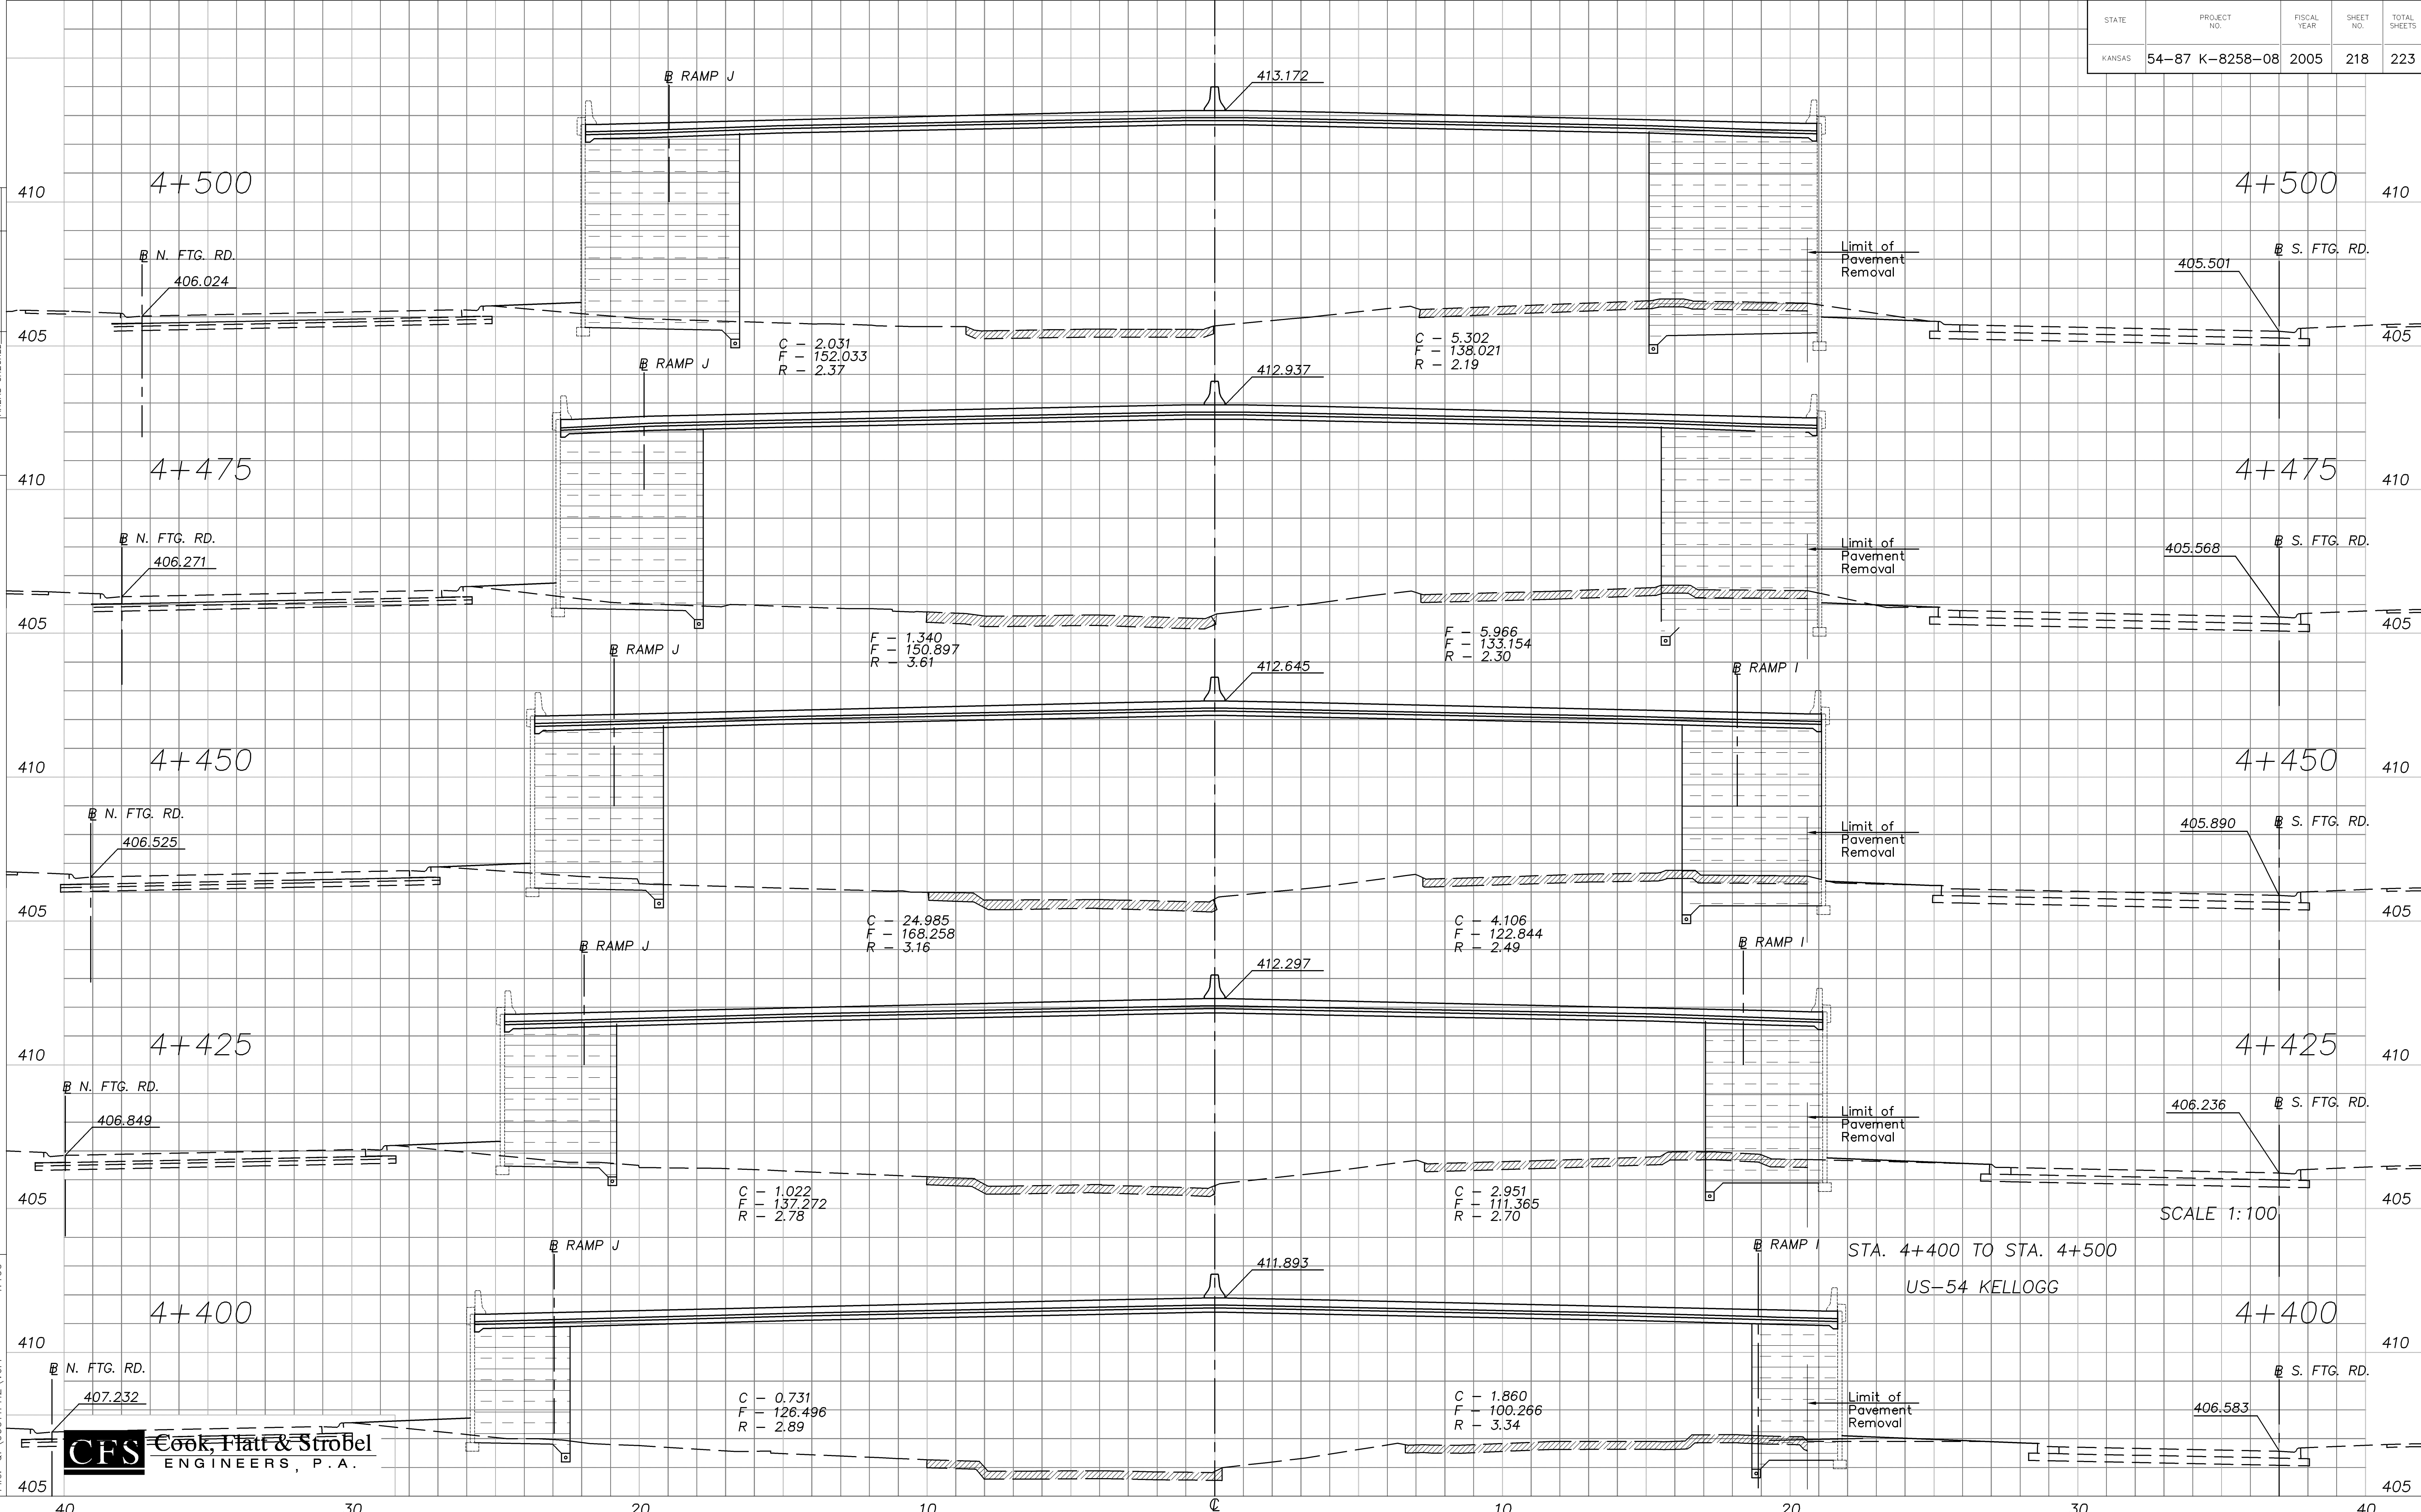 STATE PROJECT NO. FISCAL YEAR SHEET NO. TOTAL SHEETS
KANSAS 54-87 K-8258-08 2005 218 223
℄ RAMP J
413.172
4+500
4+500
410
410
℄ N. FTG. RD.
406.024
Limit of
Pavement
Removal
℄ S. FTG. RD.
405.501
405
405
C - 2.031
F - 152.033
R - 2.37
C - 5.302
F - 138.021
R - 2.19
℄ RAMP J
412.937
4+475
4+475
410
410
℄ N. FTG. RD.
406.271
Limit of
Pavement
Removal
℄ S. FTG. RD.
405.568
405
405
F - 1.340
F - 150.897
R - 3.61
F - 5.966
F - 133.154
R - 2.30
℄ RAMP J
412.645
℄ RAMP I
4+450
4+450
410
410
℄ N. FTG. RD.
406.525
Limit of
Pavement
Removal
405.890
℄ S. FTG. RD.
405
405
C - 24.985
F - 168.258
R - 3.16
C - 4.106
F - 122.844
R - 2.49
℄ RAMP J
412.297
℄ RAMP I
4+425
4+425
410
410
℄ N. FTG. RD.
406.849
Limit of
Pavement
Removal
406.236
℄ S. FTG. RD.
405
405
C - 1.022
F - 137.272
R - 2.78
C - 2.951
F - 111.365
R - 2.70
SCALE 1:100
℄ RAMP J
411.893
℄ RAMP I
STA. 4+400 TO STA. 4+500
US-54 KELLOGG
4+400
4+400
410
410
℄ N. FTG. RD.
407.232
C - 0.731
F - 126.496
R - 2.89
C - 1.860
F - 100.266
R - 3.34
Limit of
Pavement
Removal
℄ S. FTG. RD.
406.583
CFS Cook, Flatt & Strobel
ENGINEERS, P.A.
405
405
40 30 20 10 ℄ 10 20 30 40